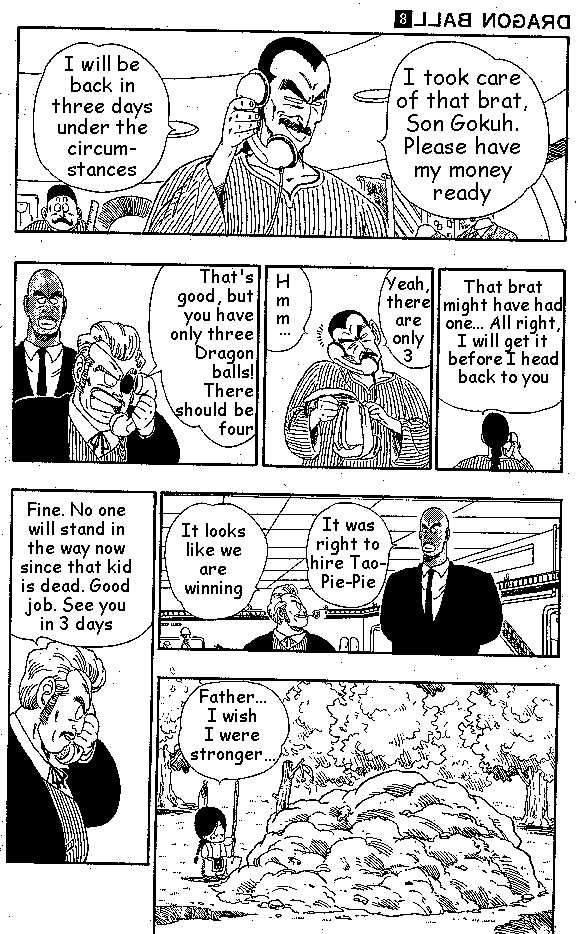 DRAGON BALL 8
I will be
back in
three days
under the
circum-
stances
I took care
of that brat,
Son Gokuh.
Please have
my money
ready
That's
good, but
you have
only three
Dragon
balls!
There
should be
four
H
m
m
...
Yeah,
there
are
only
3
That brat
might have had
one... All right,
I will get it
before I head
back to you
Fine. No one
will stand in
the way now
since that kid
is dead. Good
job. See you
in 3 days
It looks
like we
are
winning
It was
right to
hire Tao-
Pie-Pie
Father...
I wish
I were
stronger...